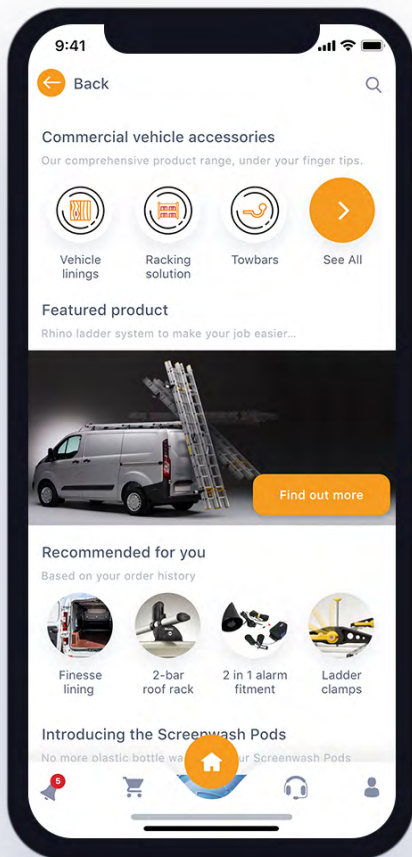 9:41
Back
Commercial vehicle accessories
Our comprehensive product range, under your finger tips.
Vehicle
linings
Racking
solution
Towbars
See All
Featured product
Rhino ladder system to make your job easier...
Find out more
Recommended for you
Based on your order history
Finesse
lining
2-bar
roof rack
2 in 1 alarm
fitment
Ladder
clamps
Introducing the Screenwash Pods
No more plastic bottle wa ur Screenwash Pods
5